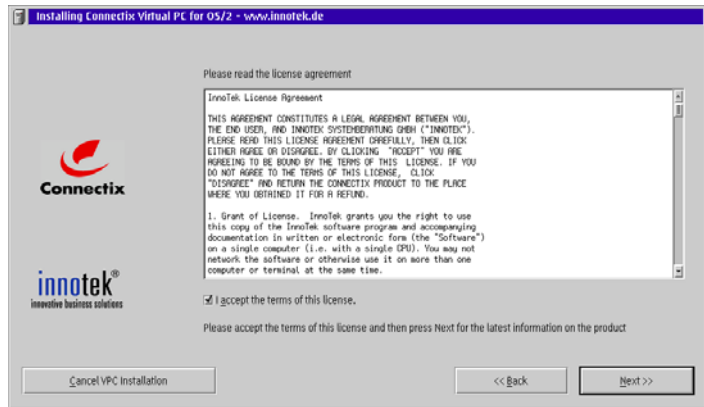 Installing Connectix Virtual PC for OS/2 - www.innotek.de
Please read the license agreement
InnoTek License Agreement
THIS AGREEMENT CONSTITUTES A LEGAL AGREEMENT BETWEEN YOU,
THE END USER, AND INNOTEK SYSTEMBERATUNG GMBH ("INNOTEK").
PLEASE READ THIS LICENSE AGREEMENT CAREFULLY, THEN CLICK
EITHER AGREE OR DISAGREE. BY CLICKING "ACCEPT" YOU ARE
AGREEING TO BE BOUND BY THE TERMS OF THIS LICENSE. IF YOU
DO NOT AGREE TO THE TERMS OF THIS LICENSE, CLICK
"DISAGREE" AND RETURN THE CONNECTIX PRODUCT TO THE PLACE
WHERE YOU OBTAINED IT FOR A REFUND.
1. Grant of License. InnoTek grants you the right to use
this copy of the InnoTek software program and accompanying
documentation in written or electronic form (the "Software")
on a single computer (i.e. with a single CPU). You may not
network the software or otherwise use it on more than one
computer or terminal at the same time.
Connectix
innotek®
innovative business solutions
I accept the terms of this license.
Please accept the terms of this license and then press Next for the latest information on the product
Cancel VPC Installation
<< Back
Next >>